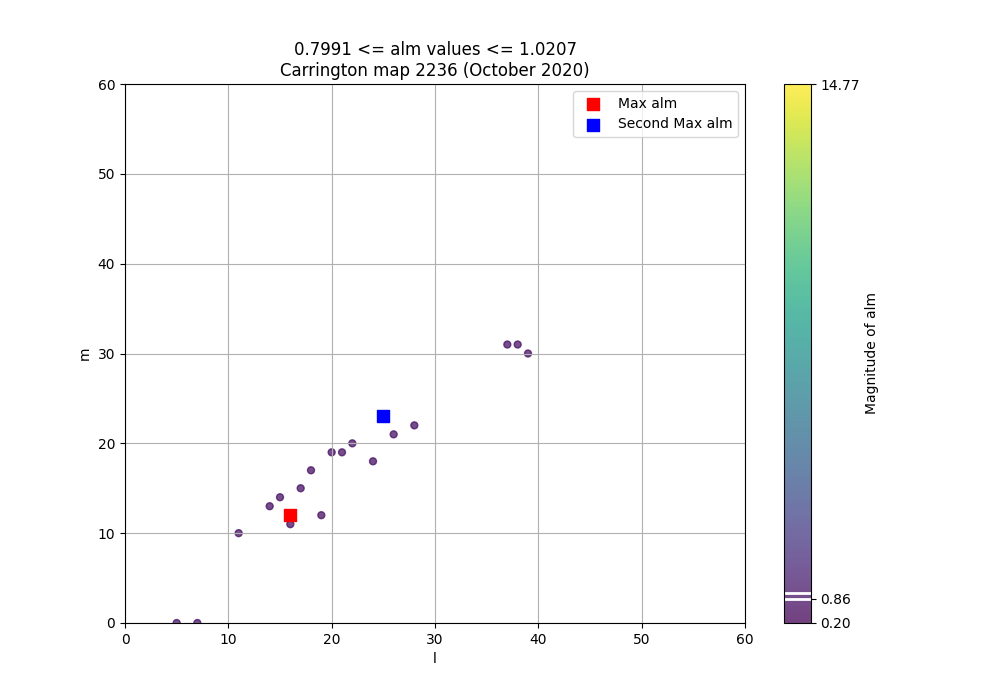 0.7991 <= alm values <= 1.0207
Carrington map 2236 (October 2020)
Max alm
Second Max alm
60
50
40
30
20
10
0
m
0 10 20 30 40 50 60
l
14.77
0.86
0.20
Magnitude of alm